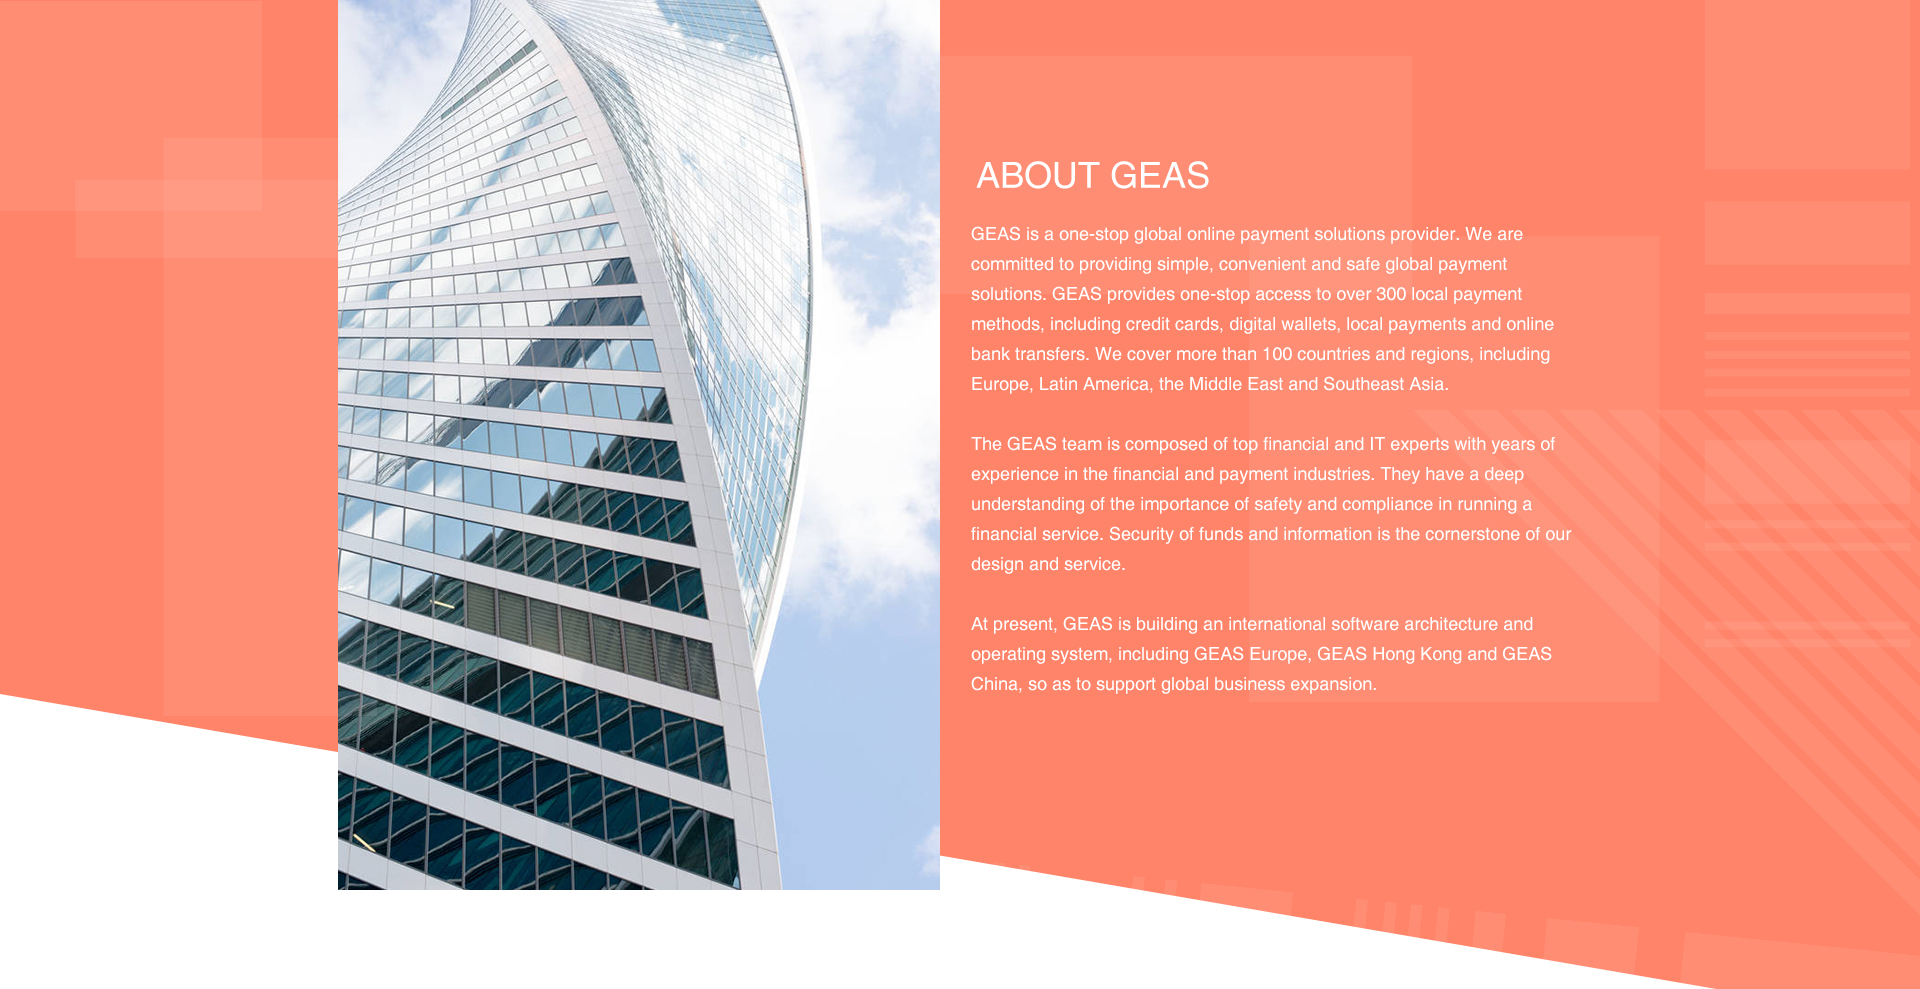 ABOUT GEAS
GEAS is a one-stop global online payment solutions provider. We are
committed to providing simple, convenient and safe global payment
solutions. GEAS provides one-stop access to over 300 local payment
methods, including credit cards, digital wallets, local payments and online
bank transfers. We cover more than 100 countries and regions, including
Europe, Latin America, the Middle East and Southeast Asia.
The GEAS team is composed of top financial and IT experts with years of
experience in the financial and payment industries. They have a deep
understanding of the importance of safety and compliance in running a
financial service. Security of funds and information is the cornerstone of our
design and service.
At present, GEAS is building an international software architecture and
operating system, including GEAS Europe, GEAS Hong Kong and GEAS
China, so as to support global business expansion.